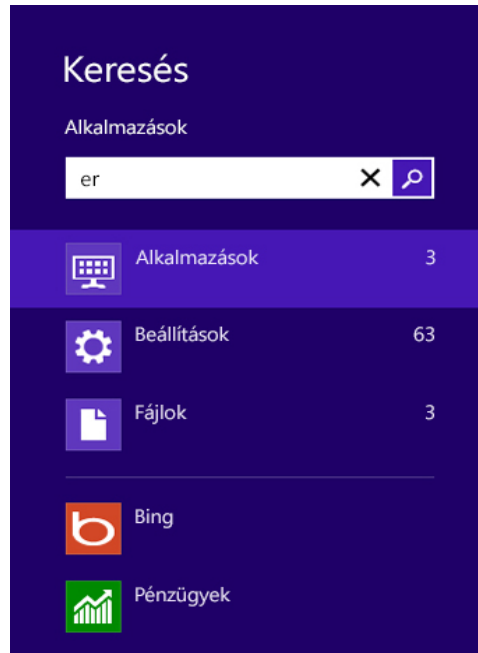 Keresés
Alkalmazások
er
Alkalmazások 3
Beállítások 63
Fájlok 3
Bing
Pénzügyek